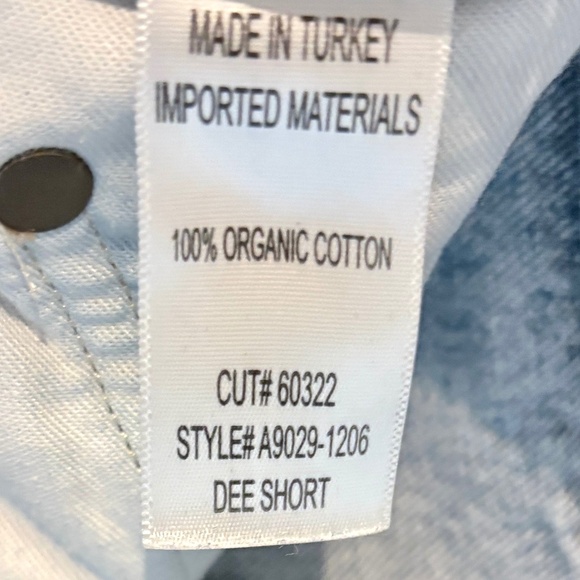 MADE IN TURKEY
IMPORTED MATERIALS
100% ORGANIC COTTON
CUT# 60322
STYLE# A9029-1206
DEE SHORT